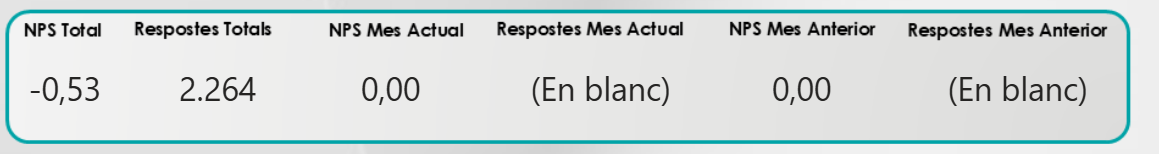 NPS Total Respostes Totals NPS Mes Actual Respostes Mes Actual NPS Mes Anterior Respostes Mes Anterior
-0,53 2.264 0,00 (En blanc) 0,00 (En blanc)